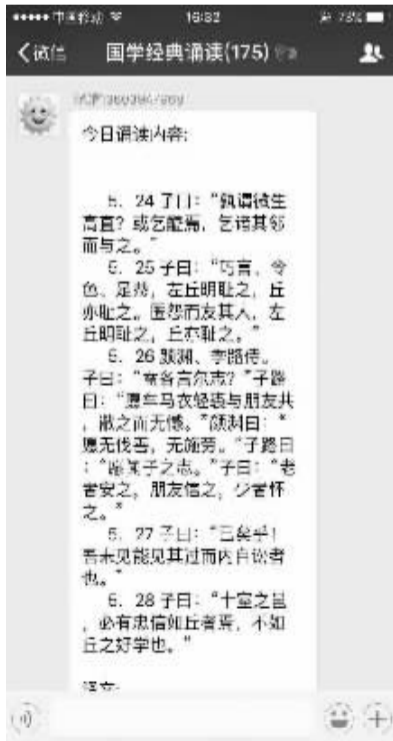 中国移动 16:32 73%
微信 国学经典诵读(175)
今日诵读内容:
5. 24 子曰:“孰谓微生
高直?或乞醯焉,乞诸其邻
而与之。”
5. 25 子曰:“巧言、令
色、足恭,左丘明耻之,丘
亦耻之。匿怨而友其人,左
丘明耻之,丘亦耻之。”
5. 26 颜渊、季路侍。
子曰:“盍各言尔志?”子路
曰:“愿车马衣轻裘与朋友共
,敝之而无憾。”颜渊曰:“
愿无伐善,无施劳。”子路曰
:“愿闻子之志。”子曰:“老
者安之,朋友信之,少者怀
之。”
5. 27 子曰:“已矣乎!
吾未见能见其过而内自讼者
也。”
5. 28 子曰:“十室之邑
,必有忠信如丘者焉,不如
丘之好学也。”